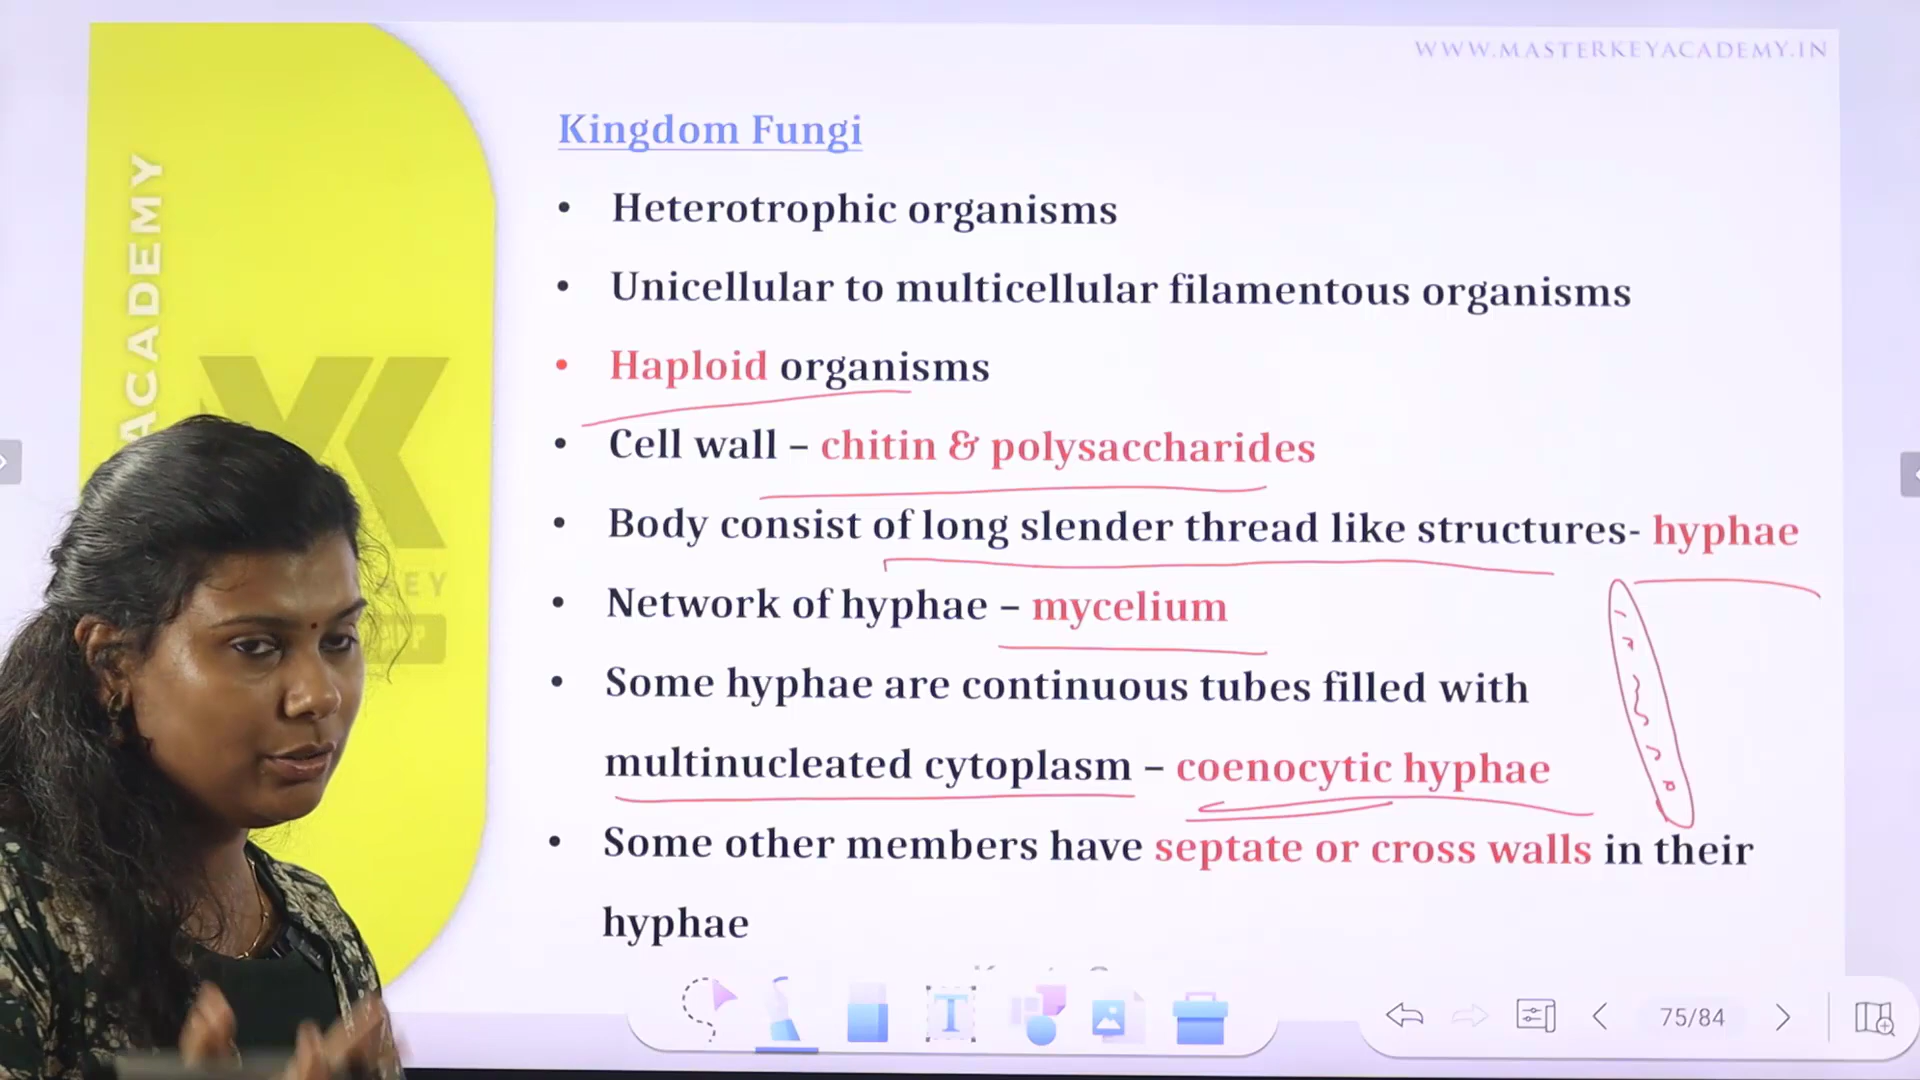 WWW.MASTERKEYACADEMY.IN
ACADEMY
Kingdom Fungi
• Heterotrophic organisms
• Unicellular to multicellular filamentous organisms
• Haploid organisms
• Cell wall – chitin & polysaccharides
• Body consist of long slender thread like structures- hyphae
• Network of hyphae – mycelium
• Some hyphae are continuous tubes filled with
multinucleated cytoplasm – coenocytic hyphae
• Some other members have septate or cross walls in their
hyphae
T
75/84